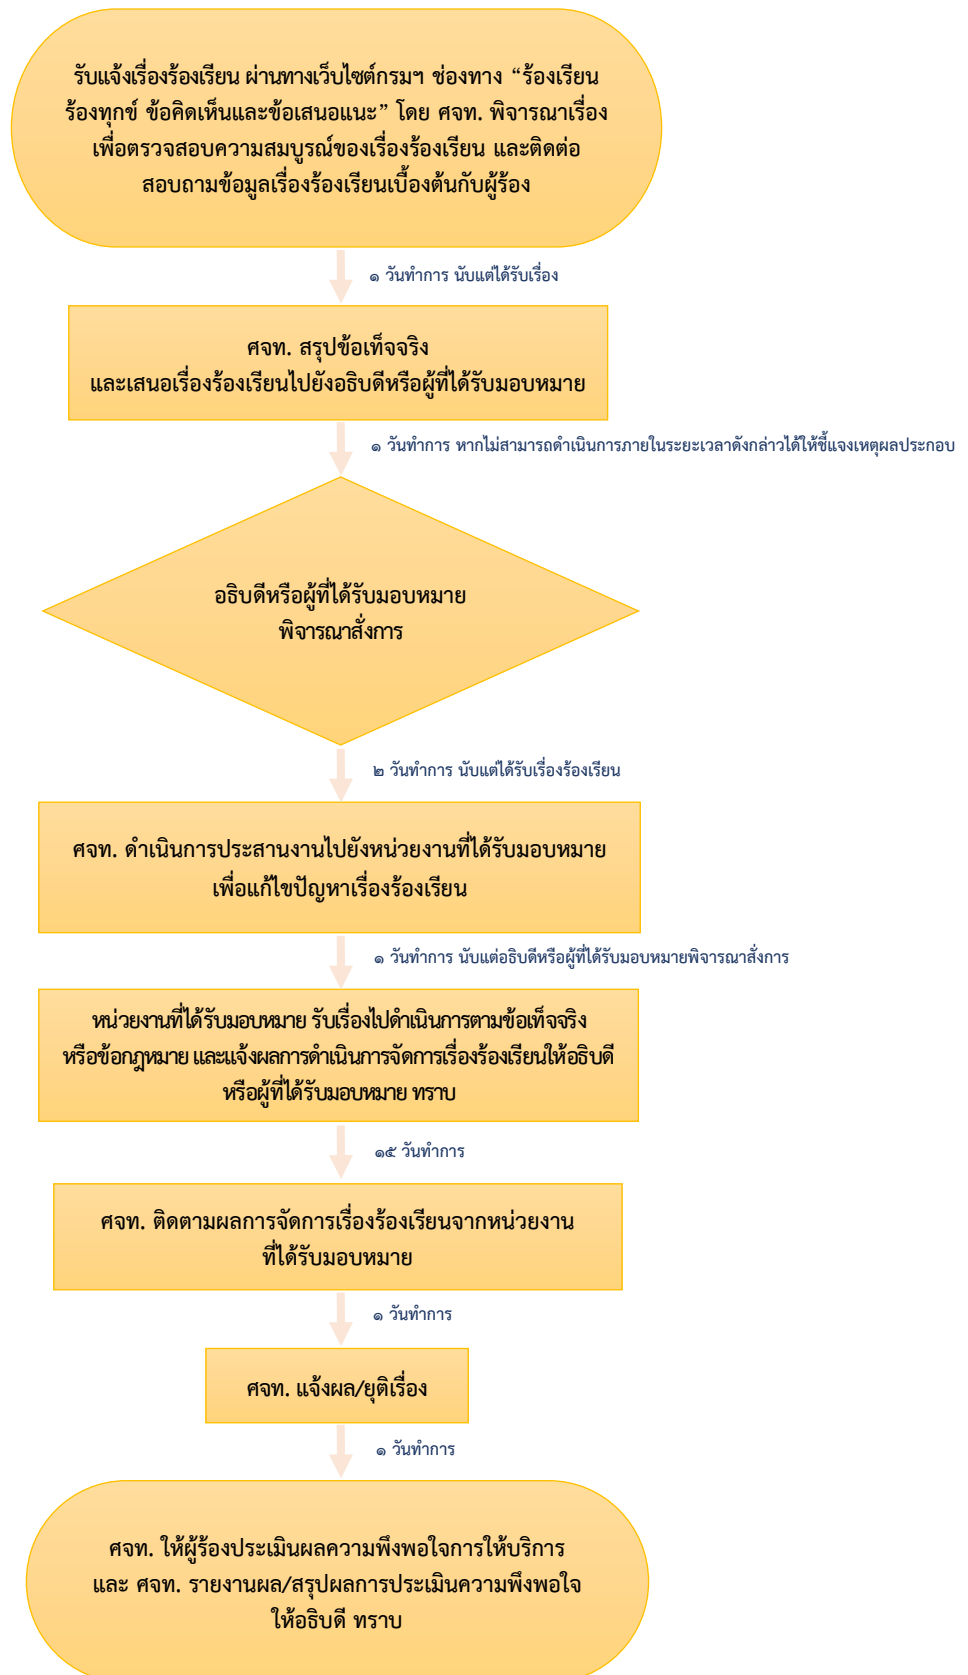 รับแจ้งเรื่องร้องเรียน ผ่านทางเว็บไซต์กรมฯ ช่องทาง “ร้องเรียน
ร้องทุกข์ ข้อคิดเห็นและข้อเสนอแนะ” โดย ศจท. พิจารณาเรื่อง
เพื่อตรวจสอบความสมบูรณ์ของเรื่องร้องเรียน และติดต่อ
สอบถามข้อมูลเรื่องร้องเรียนเบื้องต้นกับผู้ร้อง
๑ วันทำการ นับแต่ได้รับเรื่อง
ศจท. สรุปข้อเท็จจริง
และเสนอเรื่องร้องเรียนไปยังอธิบดีหรือผู้ที่ได้รับมอบหมาย
๑ วันทำการ หากไม่สามารถดำเนินการภายในระยะเวลาดังกล่าวได้ให้ชี้แจงเหตุผลประกอบ
อธิบดีหรือผู้ที่ได้รับมอบหมาย
พิจารณาสั่งการ
๒ วันทำการ นับแต่ได้รับเรื่องร้องเรียน
ศจท. ดำเนินการประสานงานไปยังหน่วยงานที่ได้รับมอบหมาย
เพื่อแก้ไขปัญหาเรื่องร้องเรียน
๑ วันทำการ นับแต่อธิบดีหรือผู้ที่ได้รับมอบหมายพิจารณาสั่งการ
หน่วยงานที่ได้รับมอบหมาย รับเรื่องไปดำเนินการตามข้อเท็จจริง
หรือข้อกฎหมาย และแจ้งผลการดำเนินการจัดการเรื่องร้องเรียนให้อธิบดี
หรือผู้ที่ได้รับมอบหมาย ทราบ
๑๕ วันทำการ
ศจท. ติดตามผลการจัดการเรื่องร้องเรียนจากหน่วยงาน
ที่ได้รับมอบหมาย
๑ วันทำการ
ศจท. แจ้งผล/ยุติเรื่อง
๑ วันทำการ
ศจท. ให้ผู้ร้องประเมินผลความพึงพอใจการให้บริการ
และ ศจท. รายงานผล/สรุปผลการประเมินความพึงพอใจ
ให้อธิบดี ทราบ